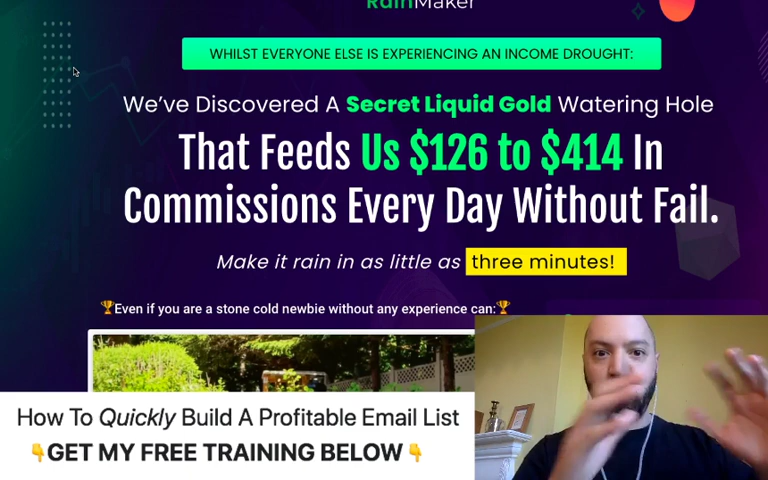 RainMaker
WHILST EVERYONE ELSE IS EXPERIENCING AN INCOME DROUGHT:
We've Discovered A Secret Liquid Gold Watering Hole
That Feeds Us $126 to $414 In
Commissions Every Day Without Fail.
Make it rain in as little as three minutes!
🏆Even if you are a stone cold newbie without any experience can:🏆
How To Quickly Build A Profitable Email List
👇GET MY FREE TRAINING BELOW👇